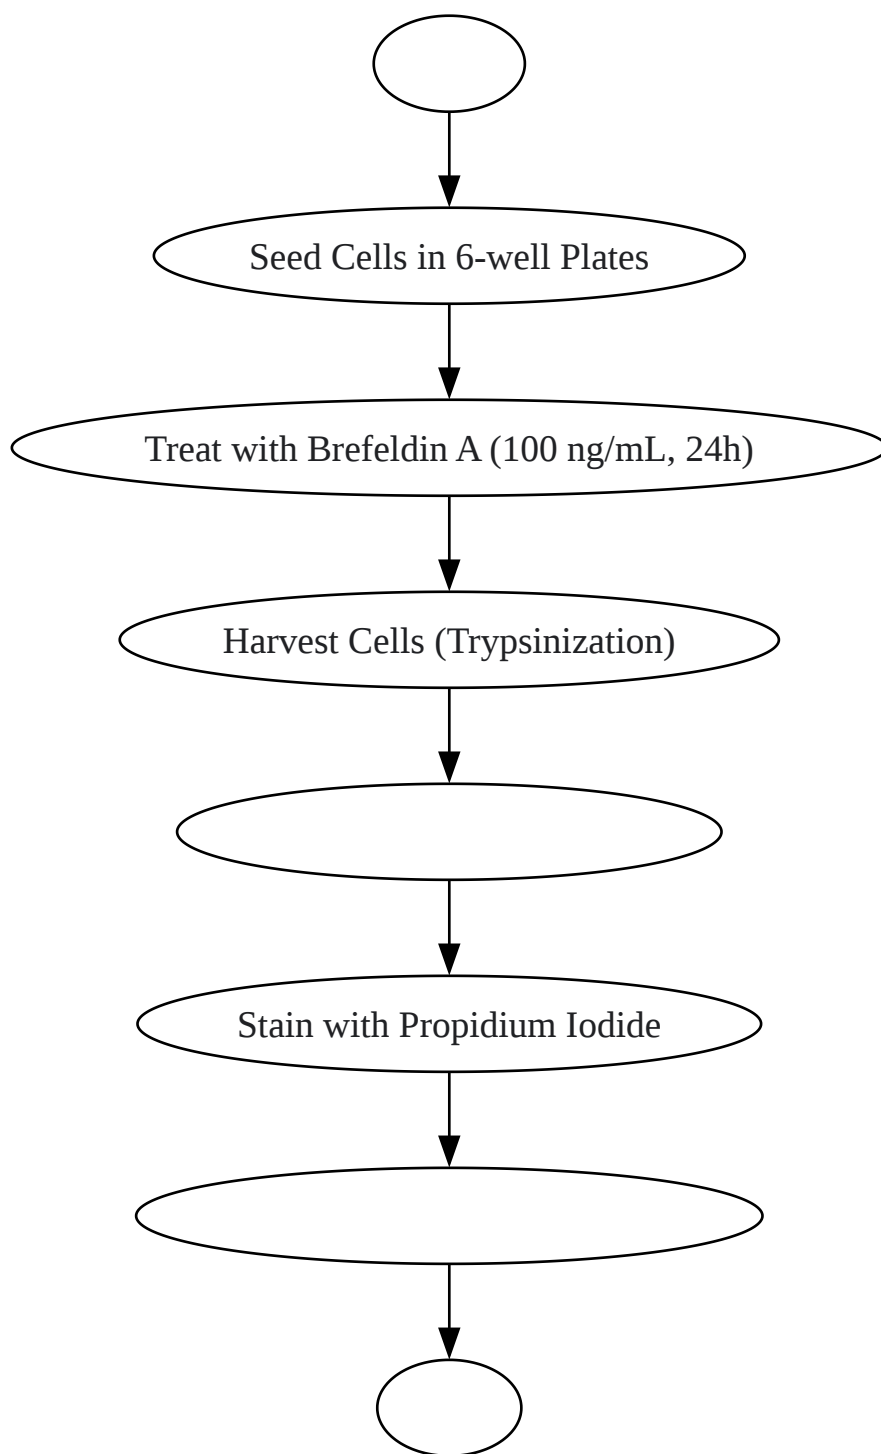 Seed Cells in 6-well Plates
Treat with Brefeldin A (100 ng/mL, 24h)
Harvest Cells (Trypsinization)
Stain with Propidium Iodide